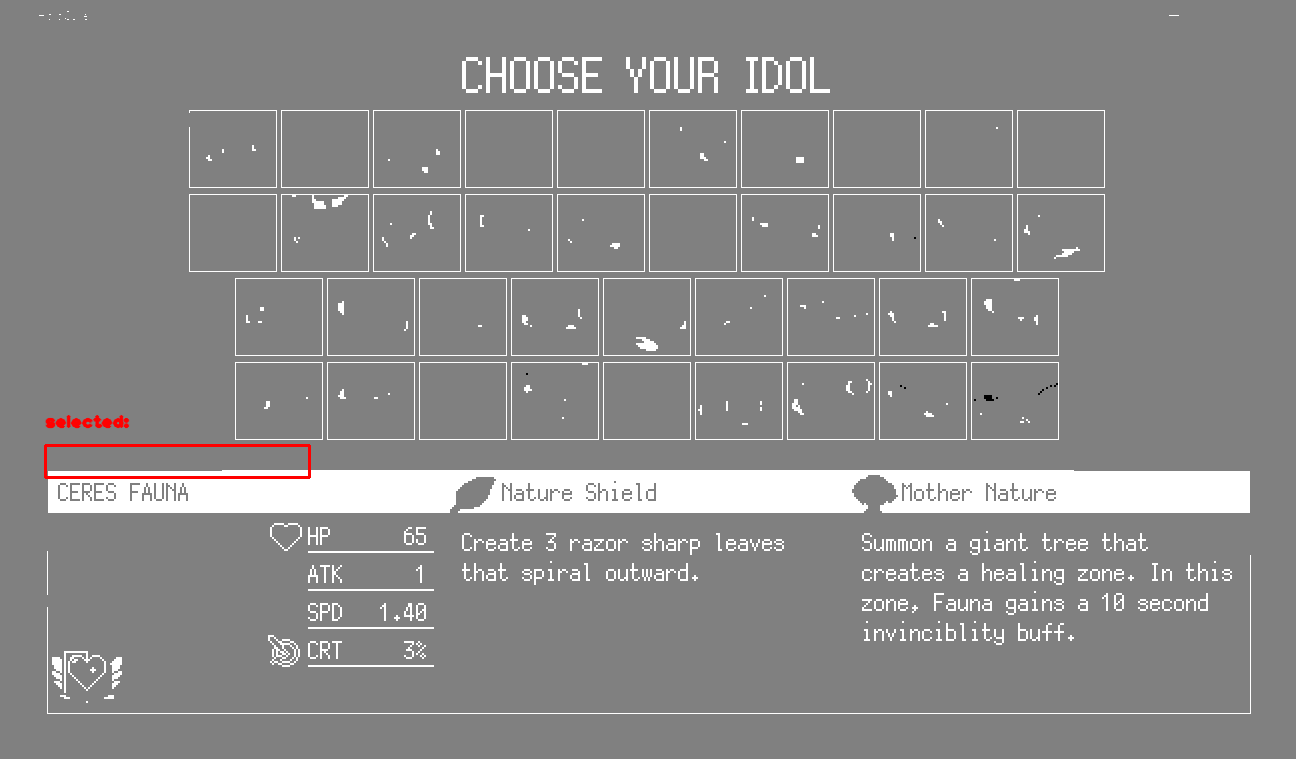 CHOOSE YOUR IDOL
selected:
CERES FAUNA
Nature Shield
Mother Nature
HP 65
ATK 1
SPD 1.40
CRT 3%
Create 3 razor sharp leaves
that spiral outward.
Summon a giant tree that
creates a healing zone. In this
zone, Fauna gains a 10 second
invinciblity buff.